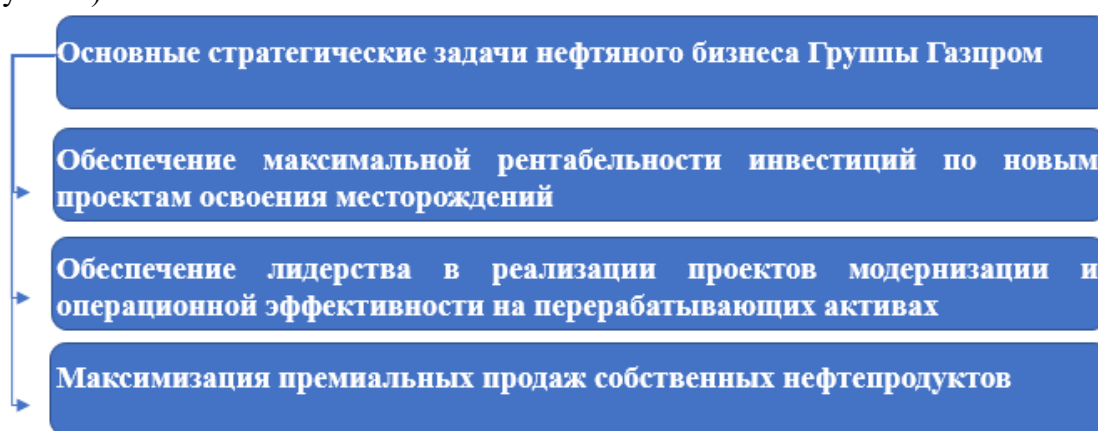 Основные стратегические задачи нефтяного бизнеса Группы Газпром
Обеспечение максимальной рентабельности инвестиций по новым
проектам освоения месторождений
Обеспечение лидерства в реализации проектов модернизации и
операционной эффективности на перерабатывающих активах
Максимизация премиальных продаж собственных нефтепродуктов